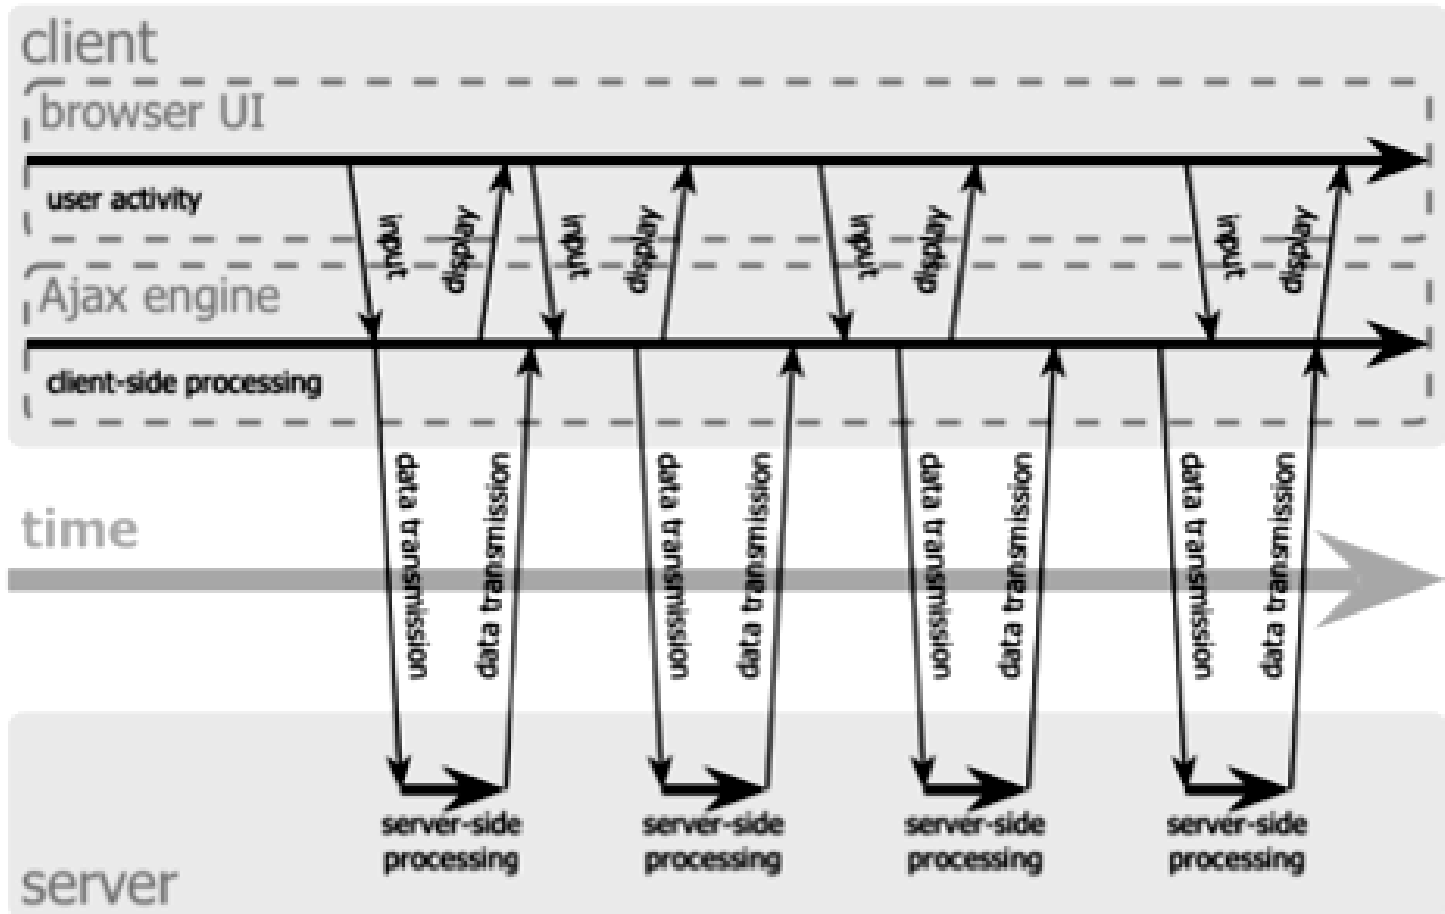 client
browser UI
user activity
input
display
input
display
input
display
input
display
Ajax engine
client-side processing
data transmission
data transmission
data transmission
data transmission
data transmission
data transmission
data transmission
data transmission
time
server-side
processing
server-side
processing
server-side
processing
server-side
processing
server